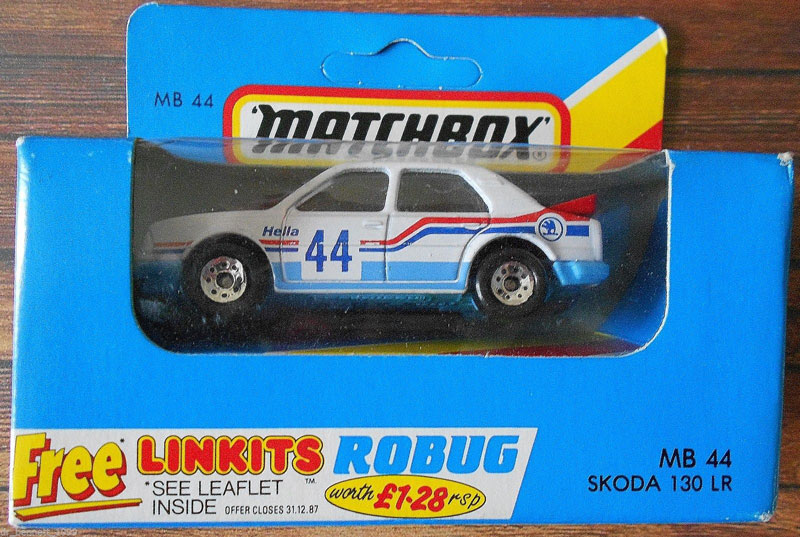 MB 44
'MATCHBOX'®
Hella
44
Free LINKITS™ ROBUG
*SEE LEAFLET INSIDE
OFFER CLOSES 31.12.87
worth £1·28 rsp
MB 44
SKODA 130 LR